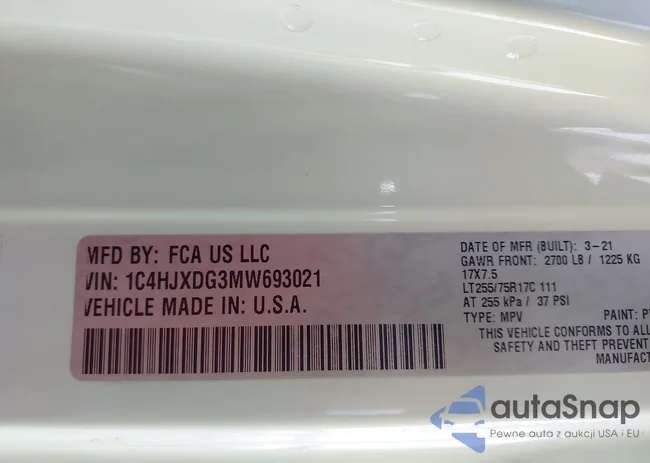 MFD BY: FCA US LLC
VIN: 1C4HJXDG3MW693021
VEHICLE MADE IN: U.S.A.
DATE OF MFR (BUILT): 3-21
GAWR FRONT: 2700 LB / 1225 KG
17X7.5
LT255/75R17C 111
AT 255 kPa / 37 PSI
TYPE: MPV PAINT: P
THIS VEHICLE CONFORMS TO AL
SAFETY AND THEFT PREVENT
MANUFACT
autaSnap
Pewne auta z aukcji USA i EU